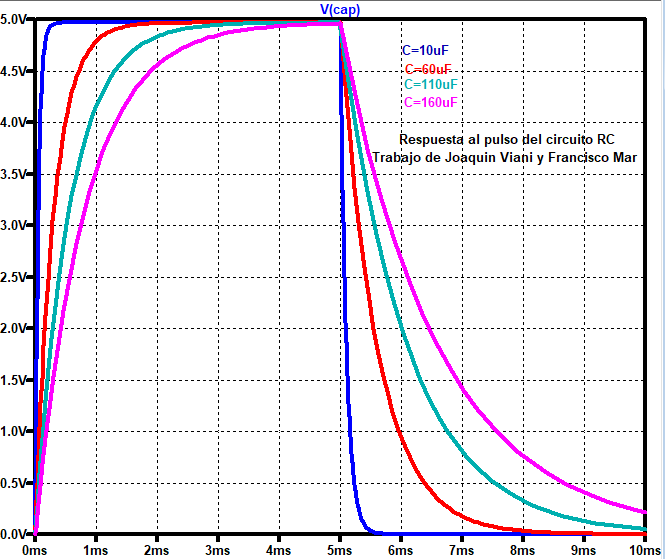 V(cap)
5.0V
4.5V
4.0V
3.5V
3.0V
2.5V
2.0V
1.5V
1.0V
0.5V
0.0V
C=10uF
C=60uF
C=110uF
C=160uF
Respuesta al pulso del circuito RC
Trabajo de Joaquin Viani y Francisco Mar
0ms 1ms 2ms 3ms 4ms 5ms 6ms 7ms 8ms 9ms 10ms